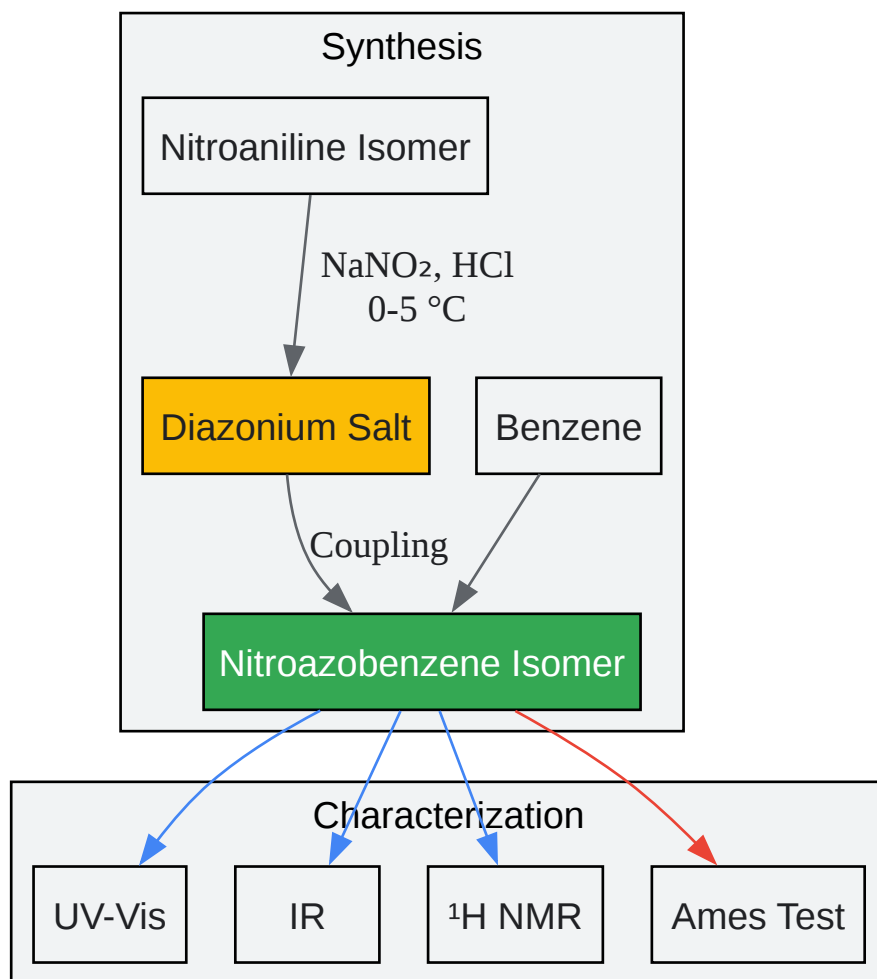 Synthesis
Nitroaniline Isomer
NaNO₂, HCl
0-5 °C
Diazonium Salt
Benzene
Coupling
Nitroazobenzene Isomer
Characterization
UV-Vis
IR
¹H NMR
Ames Test